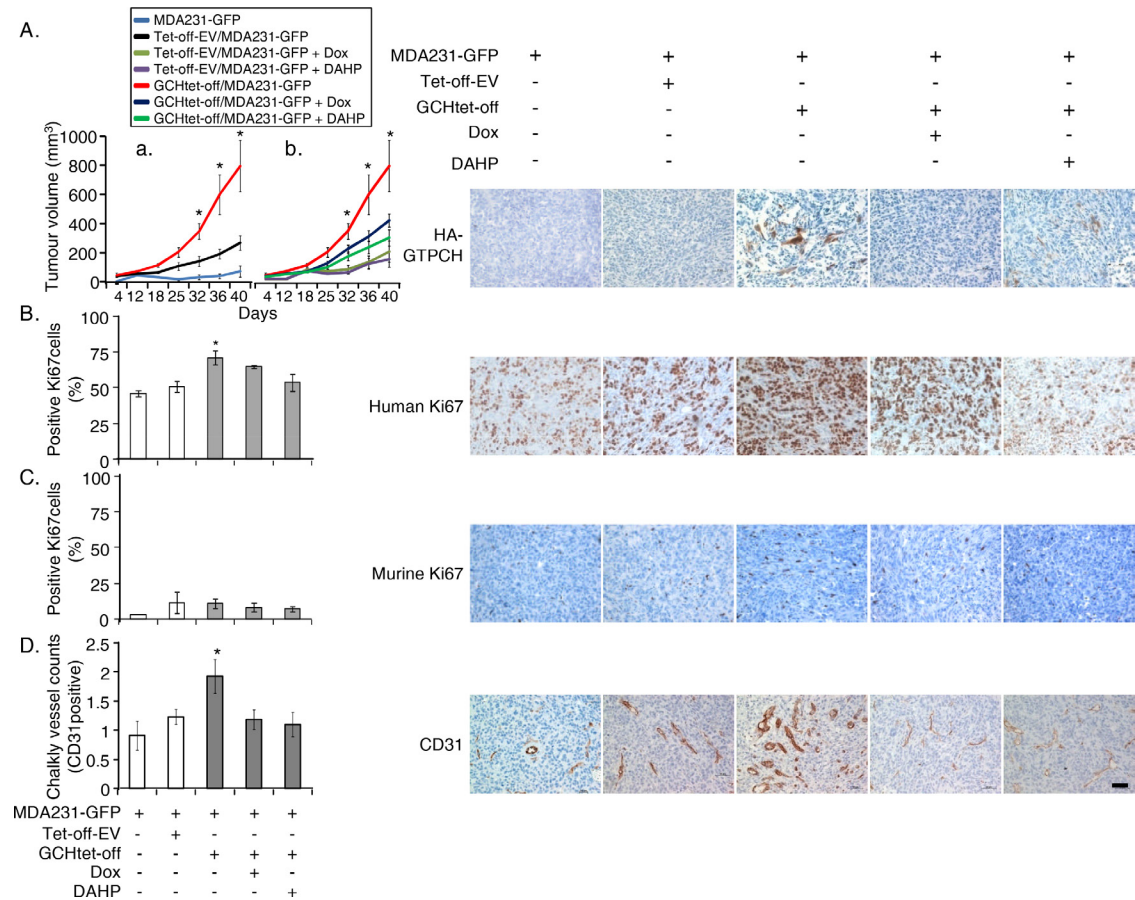 A.
MDA231-GFP
Tet-off-EV/MDA231-GFP
Tet-off-EV/MDA231-GFP + Dox
Tet-off-EV/MDA231-GFP + DAHP
GCHtet-off/MDA231-GFP
GCHtet-off/MDA231-GFP + Dox
GCHtet-off/MDA231-GFP + DAHP
MDA231-GFP + + + + +
Tet-off-EV - + - - -
GCHtet-off - - + + +
Dox - - - + -
DAHP - - - - +
Tumour volume (mm3)
1000
800
600
400
200
0
a.
* * *
b.
* * *
4 12 18 25 32 36 40
4 12 18 25 32 36 40
Days
HA-
GTPCH
B.
Positive Ki67cells
(%)
100
75
50
25
0
*
Human Ki67
C.
Positive Ki67cells
(%)
100
75
50
25
0
Murine Ki67
D.
Chalkly vessel counts
(CD31positive)
2.5
2
1.5
1
0.5
0
*
CD31
MDA231-GFP + + + + +
Tet-off-EV - + - - -
GCHtet-off - - + + +
Dox - - - + -
DAHP - - - - +